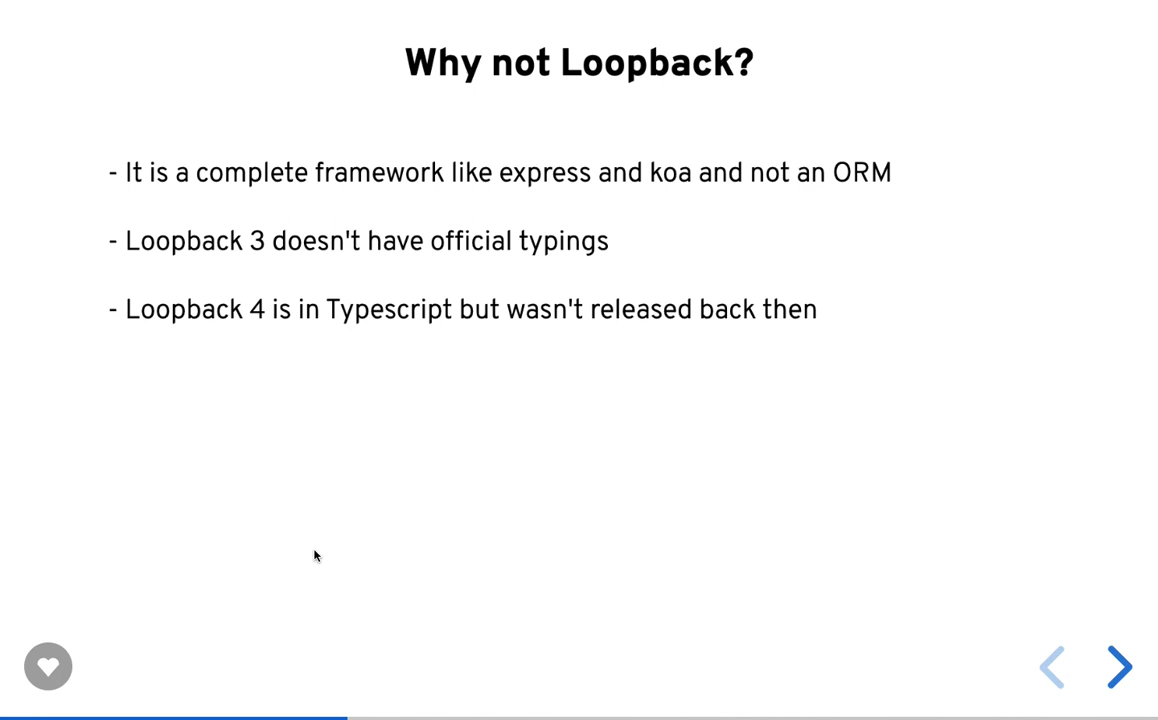 Why not Loopback?
- It is a complete framework like express and koa and not an ORM
- Loopback 3 doesn't have official typings
- Loopback 4 is in Typescript but wasn't released back then